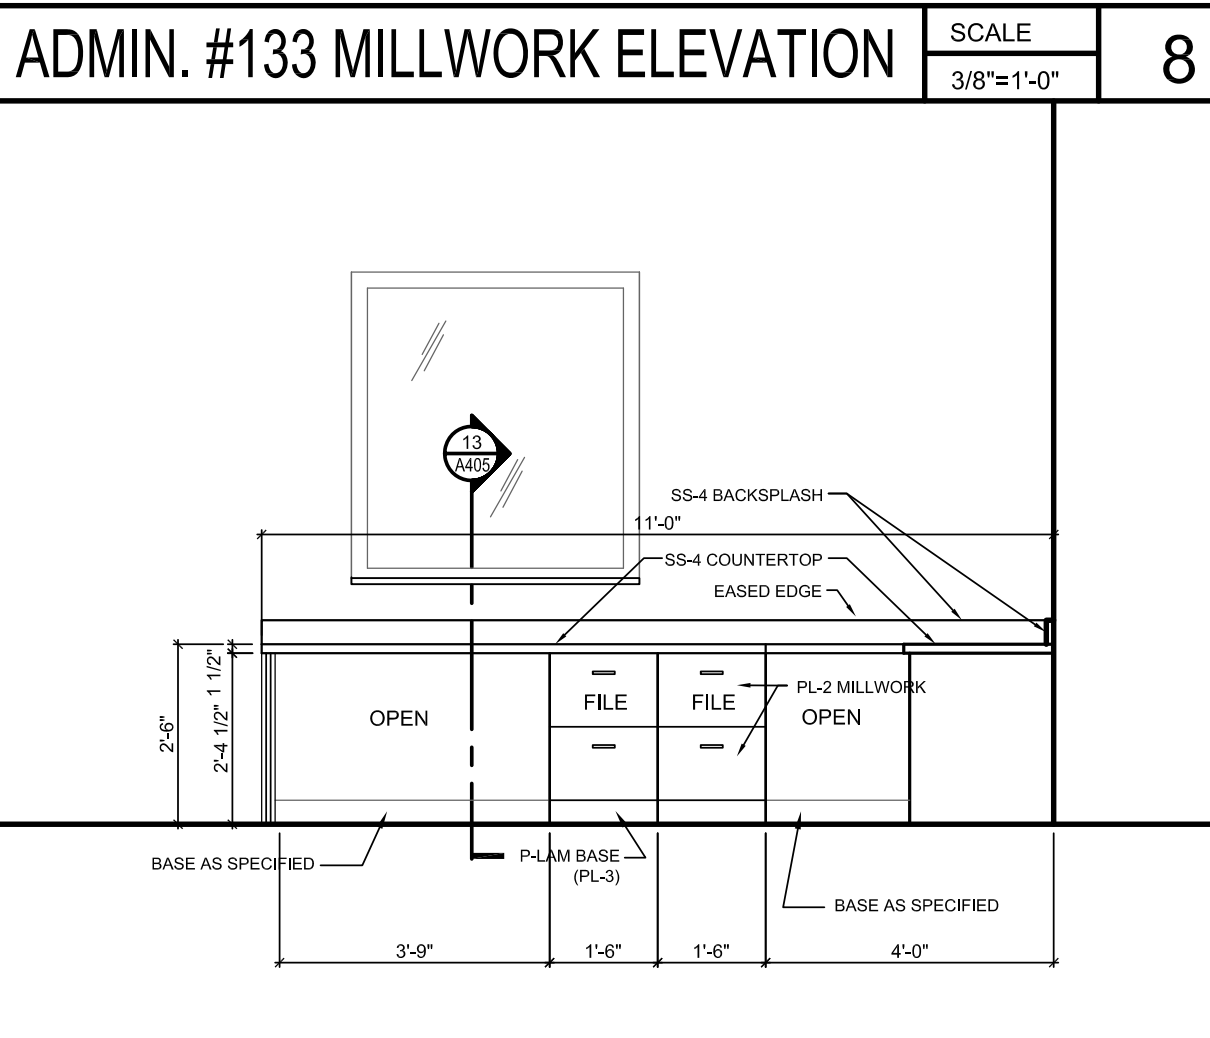 ADMIN. #133 MILLWORK ELEVATION
SCALE
3/8"=1'-0"
8
13
A405
SS-4 BACKSPLASH
11'-0"
SS-4 COUNTERTOP
EASED EDGE
1 1/2"
2'-4 1/2"
2'-6"
FILE
FILE
PL-2 MILLWORK
OPEN
OPEN
BASE AS SPECIFIED
P-LAM BASE
(PL-3)
BASE AS SPECIFIED
3'-9"
1'-6"
1'-6"
4'-0"